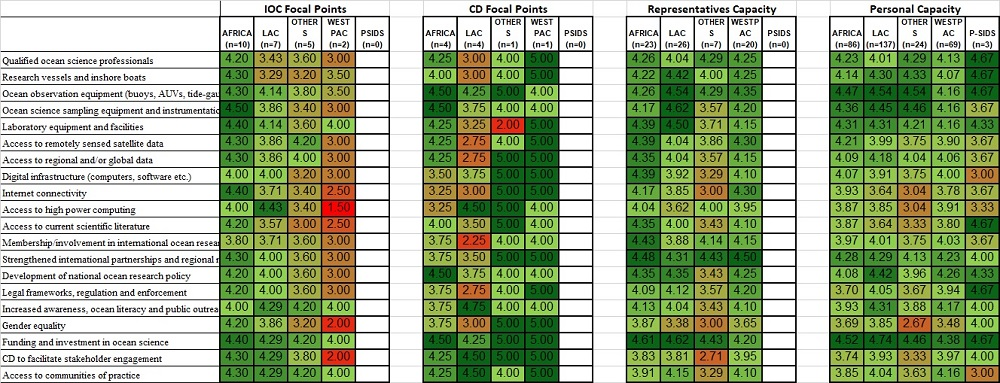 IOC Focal Points CD Focal Points Representatives Capacity Personal Capacity
AFRICA (n=10) LAC (n=7) OTHERS (n=5) WESTPAC (n=2) PSIDS (n=0) AFRICA (n=4) LAC (n=4) OTHERS (n=1) WESTPAC (n=1) PSIDS (n=0) AFRICA (n=23) LAC (n=26) OTHERS (n=7) WESTPAC (n=20) AFRICA (n=86) LAC (n=137) OTHERS (n=24) WESTPAC (n=69) P-SIDS (n=3)
Qualified ocean science professionals 4.20 3.43 3.60 3.00 4.25 3.00 4.00 5.00 4.26 4.04 4.29 4.25 4.23 4.01 4.29 4.13 4.67
Research vessels and inshore boats 4.30 3.29 3.20 3.50 4.00 3.00 4.00 5.00 4.22 4.42 4.00 4.25 4.14 4.30 4.33 4.07 4.67
Ocean observation equipment (buoys, AUVs, tide-gau 4.30 4.14 3.80 3.50 4.50 4.25 5.00 4.00 4.26 4.54 4.29 4.35 4.47 4.54 4.54 4.16 4.67
Ocean science sampling equipment and instrumentatio 4.50 3.86 3.40 3.00 4.50 3.75 4.00 4.00 4.17 4.62 3.57 4.20 4.36 4.45 4.46 4.16 3.67
Laboratory equipment and facilities 4.40 4.14 3.60 4.00 4.25 3.25 2.00 5.00 4.39 4.50 3.71 4.15 4.31 4.31 4.21 4.16 4.33
Access to remotely sensed satellite data 4.30 3.86 4.20 3.00 4.25 2.75 4.00 5.00 4.39 4.04 3.86 4.30 4.21 3.99 3.75 3.90 3.67
Access to regional and/or global data 4.30 3.86 4.00 3.00 4.25 2.75 5.00 5.00 4.35 4.04 3.57 4.15 4.09 4.18 4.04 4.06 3.67
Digital infrastructure (computers, software etc.) 4.00 4.00 3.20 3.00 3.50 3.75 5.00 5.00 4.39 3.92 3.29 4.10 4.07 3.91 3.75 4.00 3.00
Internet connectivity 4.40 3.71 3.40 2.50 3.25 3.00 5.00 5.00 4.17 3.85 3.00 4.30 3.93 3.64 3.04 3.78 3.67
Access to high power computing 4.00 4.43 3.40 1.50 3.25 4.50 5.00 4.00 4.04 3.62 4.00 3.95 3.87 3.85 3.04 3.91 3.33
Access to current scientific literature 4.20 3.57 3.00 2.50 4.25 4.00 5.00 4.00 4.35 4.00 3.43 4.20 3.87 3.64 3.33 3.80 4.67
Membership/involvement in international ocean resear 3.80 3.71 3.60 3.00 3.75 2.25 4.00 4.00 4.43 3.88 4.14 4.15 3.97 4.01 3.75 4.03 3.67
Strengthened international partnerships and regional n 4.30 4.00 3.60 3.00 4.25 3.75 5.00 4.00 4.48 4.31 4.43 4.50 4.35 4.31 4.25 4.25 4.00
Development of national ocean research policy 4.20 4.00 3.60 3.00 4.50 3.75 4.00 4.00 4.26 4.35 3.43 4.25 4.08 4.42 3.96 4.26 4.33
Legal frameworks, regulation and enforcement 4.20 4.00 3.60 3.00 3.75 2.75 4.00 5.00 4.09 4.35 3.43 4.20 3.70 4.05 3.67 3.94 4.67
Increased awareness, ocean literacy and public outrea 4.00 4.29 4.20 4.00 3.75 4.75 4.00 4.00 4.13 4.04 3.43 4.10 3.93 4.31 3.88 4.23 4.00
Gender equality 4.20 3.86 3.20 2.00 3.75 3.00 5.00 5.00 3.87 3.38 3.00 3.65 3.69 3.85 2.67 3.48 4.00
Funding and investment in ocean science 4.40 4.29 4.20 4.00 4.50 4.25 5.00 5.00 4.61 4.62 4.43 4.20 4.52 4.74 4.46 4.38 4.67
CD to facilitate stakeholder engagement 4.30 4.29 3.80 2.00 4.25 4.50 5.00 5.00 3.83 3.81 2.71 3.95 3.74 3.93 3.33 3.97 4.00
Access to communities of practice 4.30 4.29 4.20 4.00 4.25 4.50 5.00 5.00 3.91 4.15 3.29 4.10 3.85 4.04 3.63 4.15 3.00